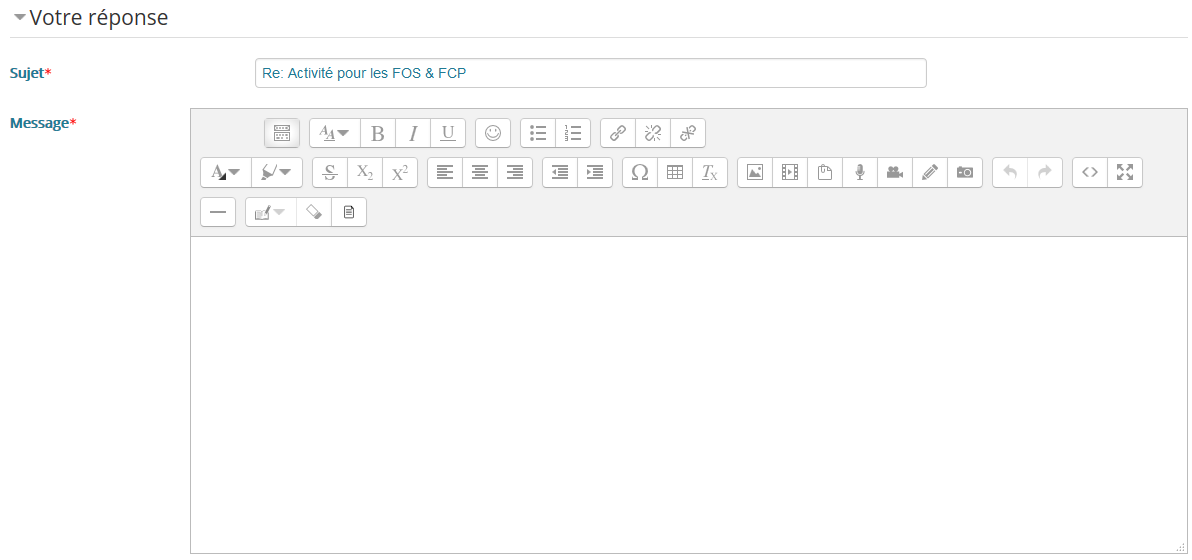 Votre réponse
Sujet*
Re: Activité pour les FOS & FCP
Message*